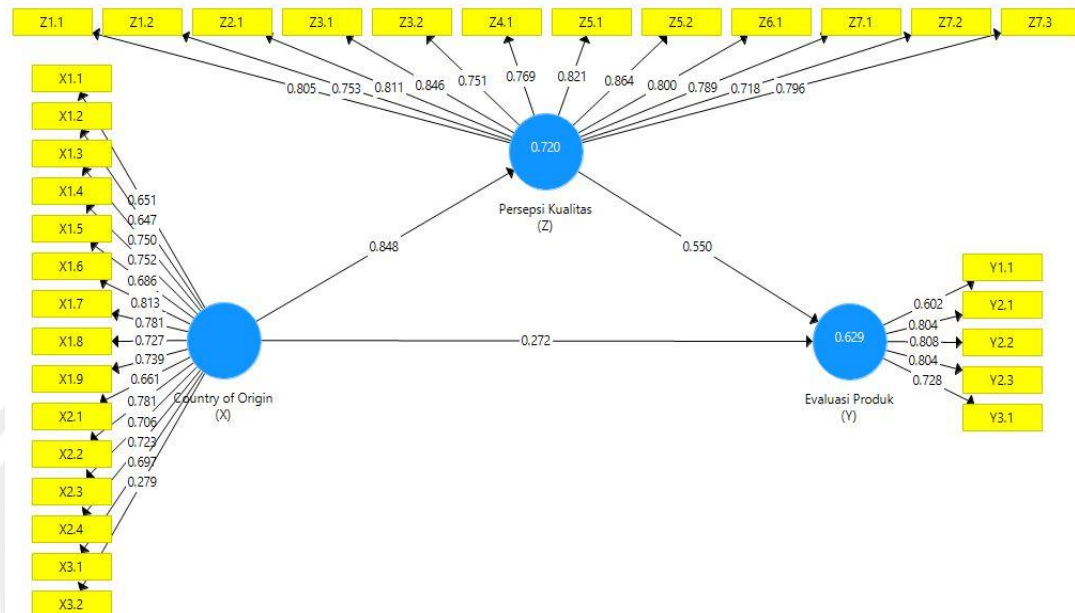 Z1.1 Z1.2 Z2.1 Z3.1 Z3.2 Z4.1 Z5.1 Z5.2 Z6.1 Z7.1 Z7.2 Z7.3
0.805 0.753 0.811 0.846 0.751 0.769 0.821 0.864 0.800 0.789 0.718 0.796
0.720
Persepsi Kualitas
(Z)
X1.1
X1.2
X1.3
X1.4
X1.5
X1.6
X1.7
X1.8
X1.9
X2.1
X2.2
X2.3
X2.4
X3.1
X3.2
0.651
0.647
0.750
0.752
0.686
0.813
0.781
0.727
0.739
0.661
0.781
0.706
0.723
0.697
0.279
Country of Origin
(X)
0.848
0.550
0.272
0.629
Evaluasi Produk
(Y)
0.602
0.804
0.808
0.804
0.728
Y1.1
Y2.1
Y2.2
Y2.3
Y3.1